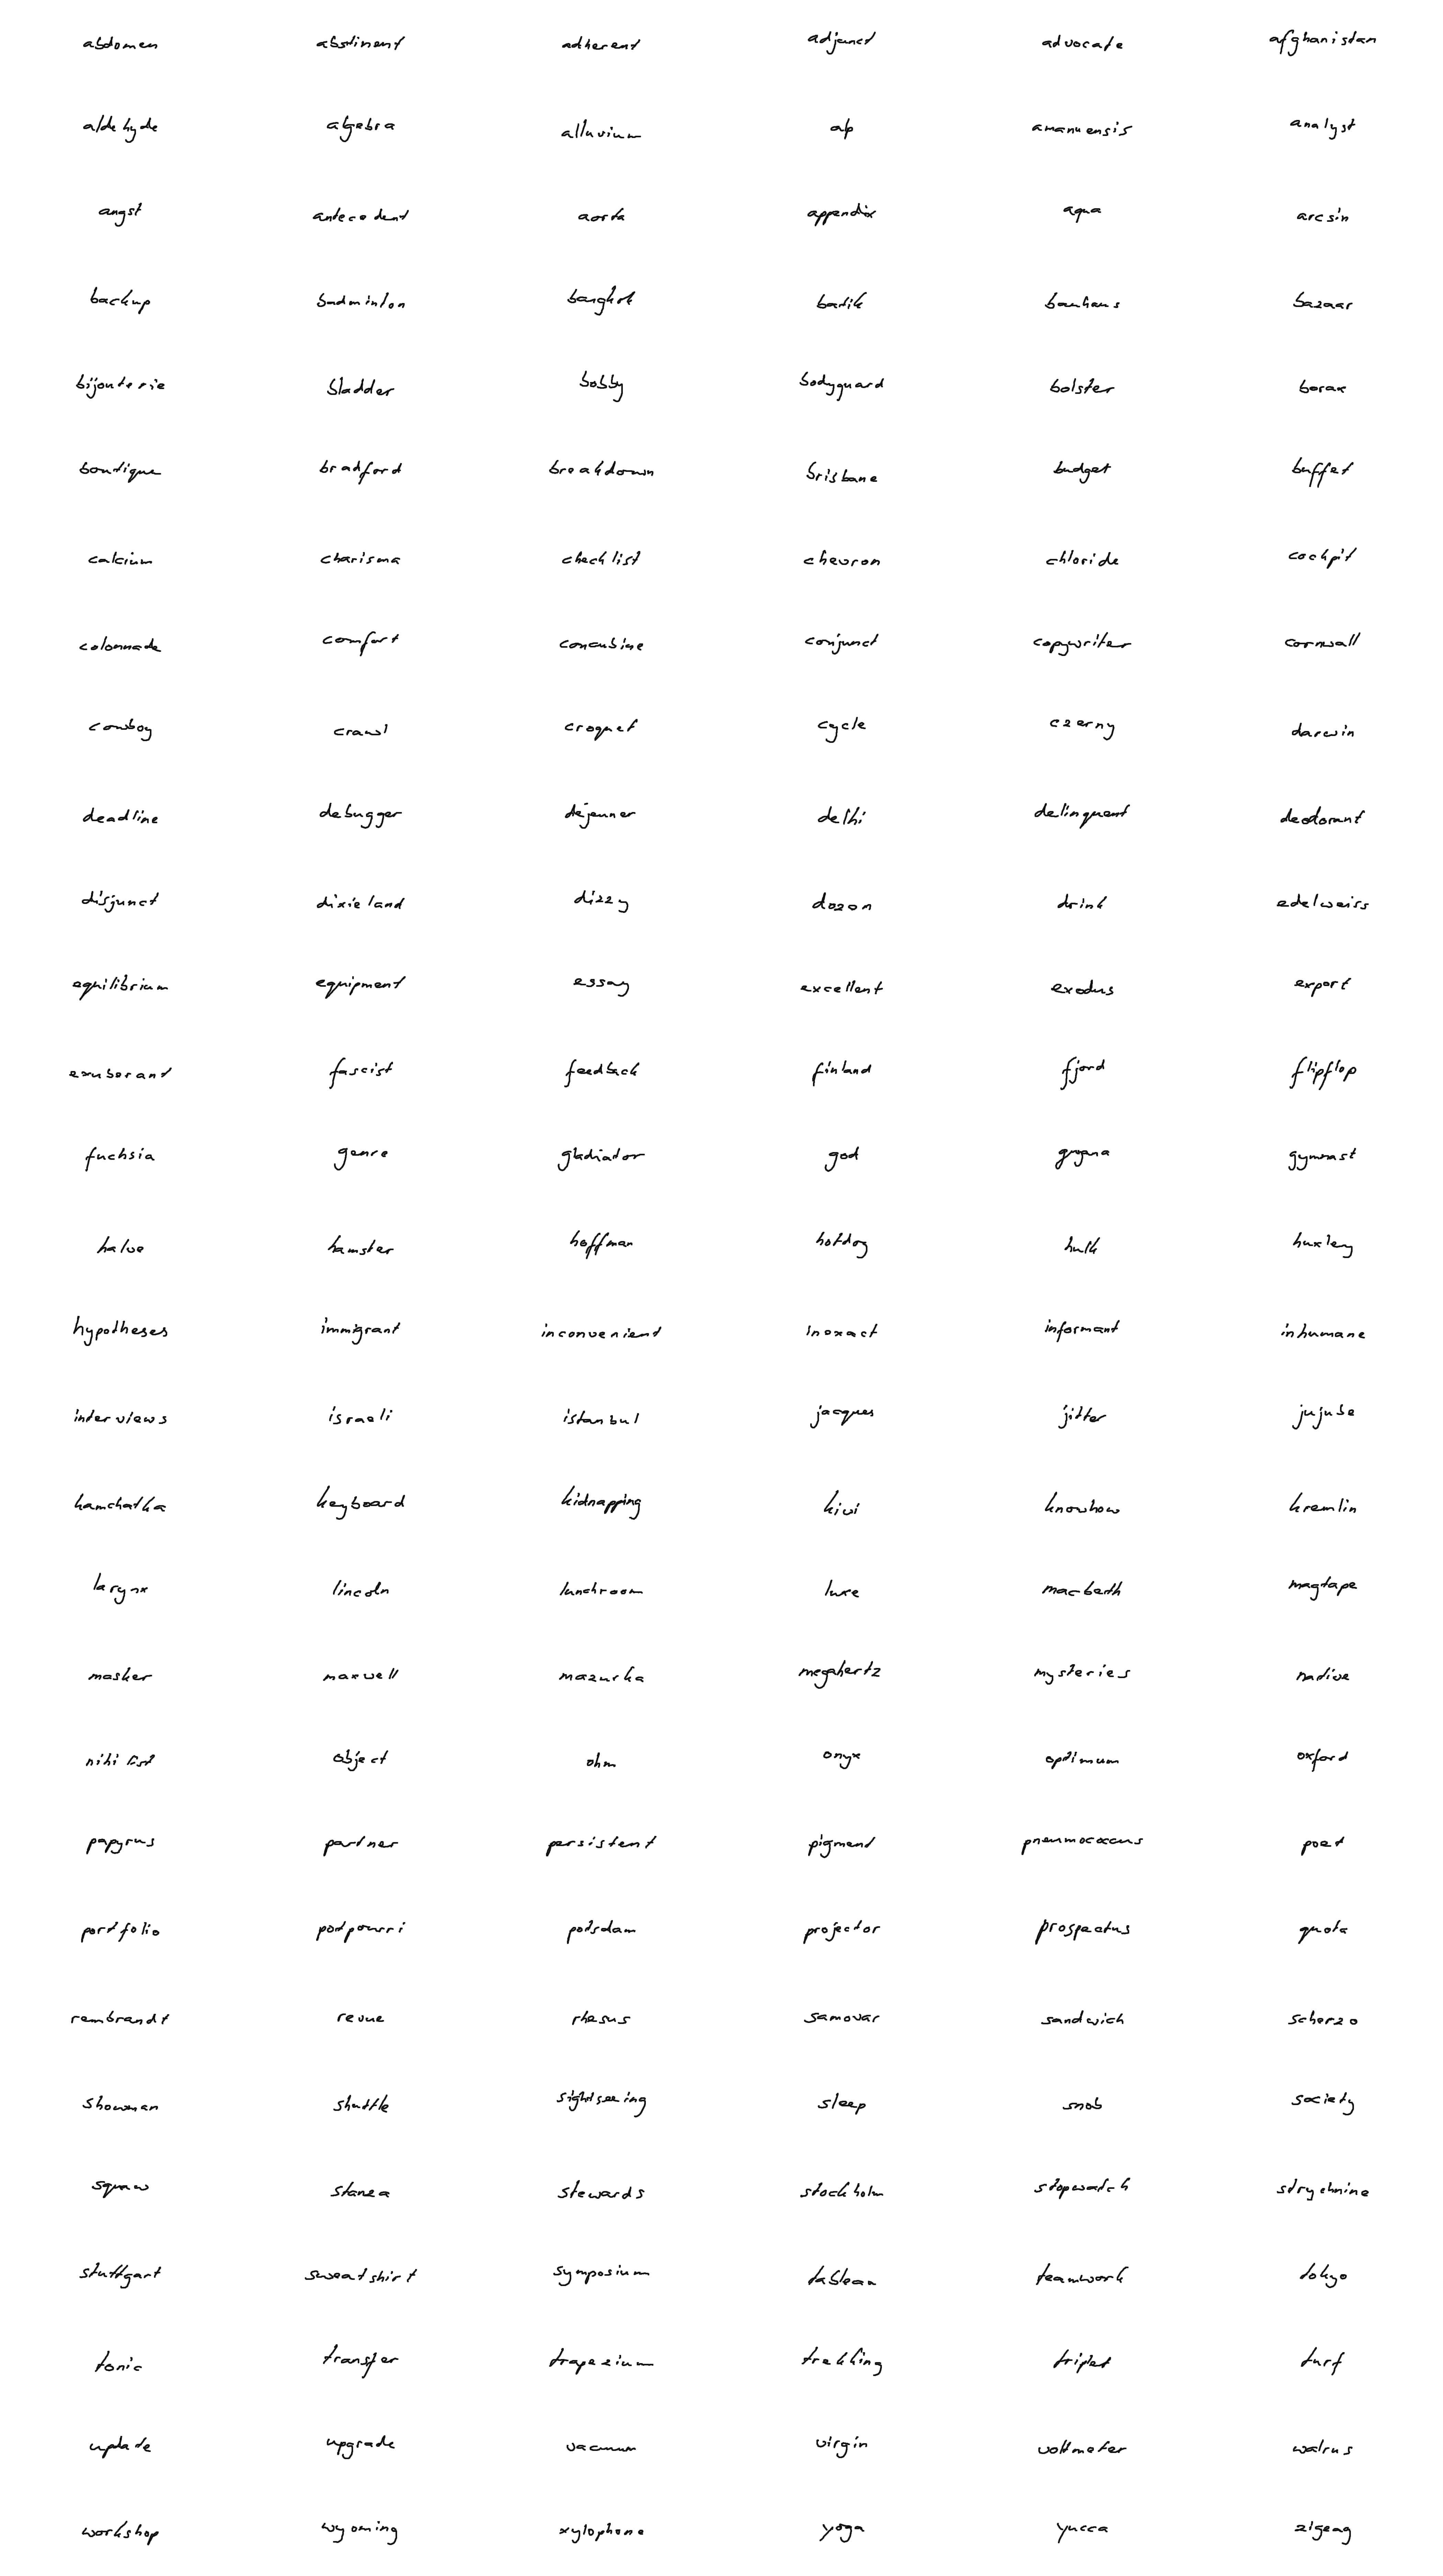 abdomen abstinent adherent adjunct advocate afghanistan
aldehyde algebra alluvium alp amanuensis analyst
angst antecedent aorta appendix aqua arcsin
backup badminton bangkok batik bauhaus bazaar
bijouterie bladder bobby bodyguard bolster borax
boutique bradford breakdown brisbane budget buffet
calcium charisma checklist chevron chloride cockpit
colonnade comfort concubine conjunct copywriter cornwall
cowboy crawl croquet cycle czerny darwin
deadline debugger dejeuner delhi delinquent deodorant
disjunct dixieland dizzy dozen drink edelweiss
equilibrium equipment essay excellent exodus export
exuberant fascist feedback finland fjord flipflop
fuchsia genre gladiator god gymnast
halve hamster hoffman hotdog hulk huxley
hypotheses immigrant inconvenient inexact informant inhumane
interviews israeli istanbul jacques jitter jujube
kamchatka keyboard kidnapping kiwi knowhow kremlin
larynx lincoln lunchroom luxe macbeth magtape
masker maxwell mazurka megahertz mysteries native
nihilist object ohm onyx optimum oxford
papyrus partner persistent pigment pneumococcus poet
portfolio potpourri potsdam projector prospectus quota
rembrandt revue rhesus samovar sandwich scherzo
showman shuttle sightseeing sleep snob society
squaw stanza stewards stockholm stopwatch strychnine
stuttgart sweatshirt symposium tableau teamwork tokyo
tonic transfer trapezium trekking triplet turf
update upgrade vacuum virgin voltmeter walrus
workshop wyoming xylophone yoga yucca zigzag